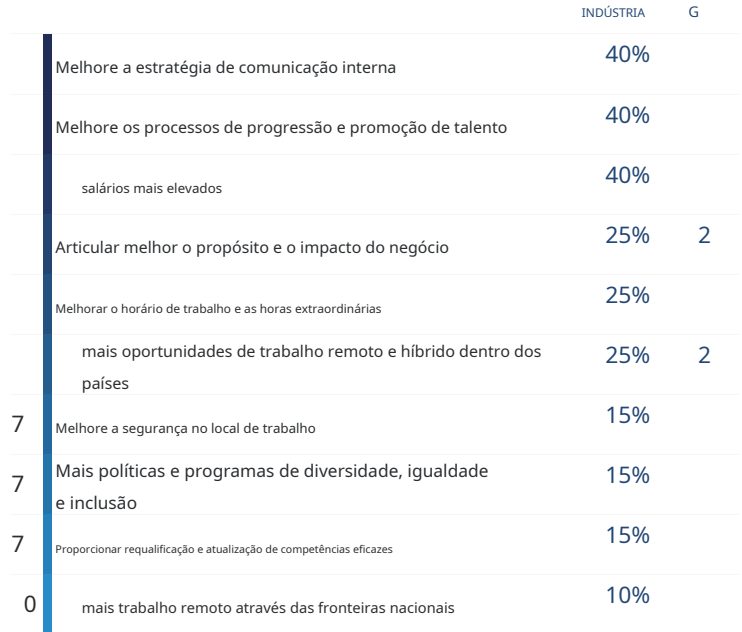 INDÚSTRIA G
Melhore a estratégia de comunicação interna 40%
Melhore os processos de progressão e promoção de talento 40%
salários mais elevados 40%
Articular melhor o propósito e o impacto do negócio 25% 2
Melhorar o horário de trabalho e as horas extraordinárias 25%
mais oportunidades de trabalho remoto e híbrido dentro dos
países 25% 2
7 Melhore a segurança no local de trabalho 15%
7 Mais políticas e programas de diversidade, igualdade
e inclusão 15%
7 Proporcionar requalificação e atualização de competências eficazes 15%
0 mais trabalho remoto através das fronteiras nacionais 10%